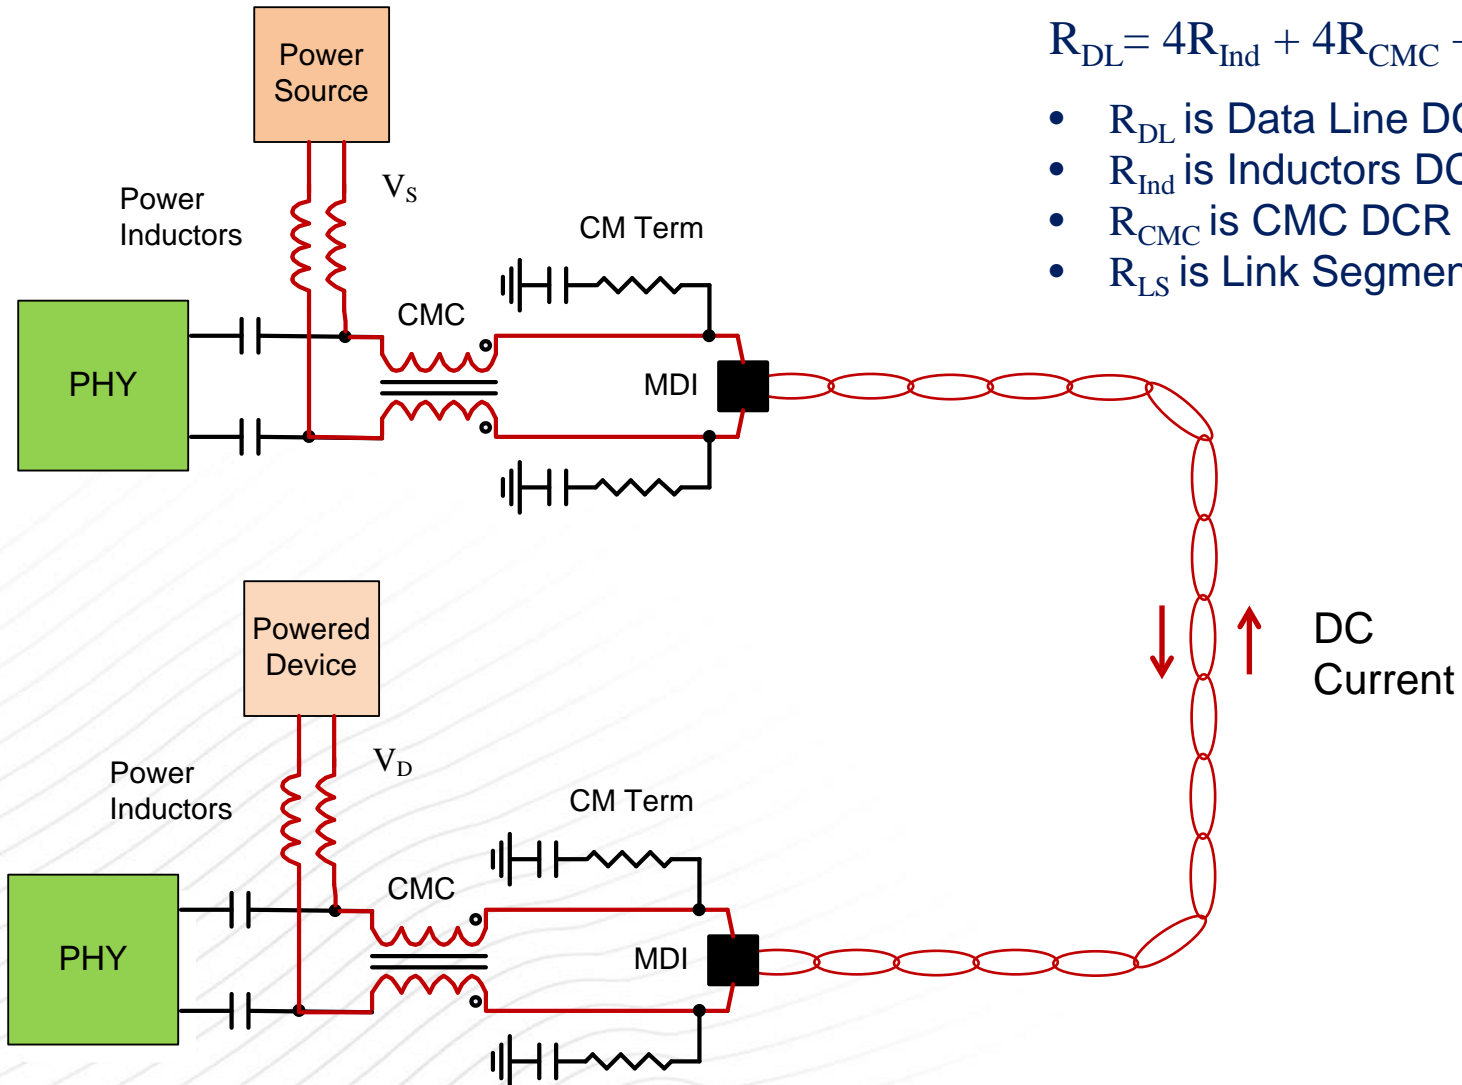 Power
Source
R_DL = 4R_Ind + 4R_CMC
• R_DL is Data Line
• R_Ind is Inductors
• R_CMC is CMC DCR
• R_LS is Link
V_S
Power
Inductors
CM Term
CMC
PHY
MDI
DC
Current
Powered
Device
V_D
Power
Inductors
CM Term
CMC
PHY
MDI